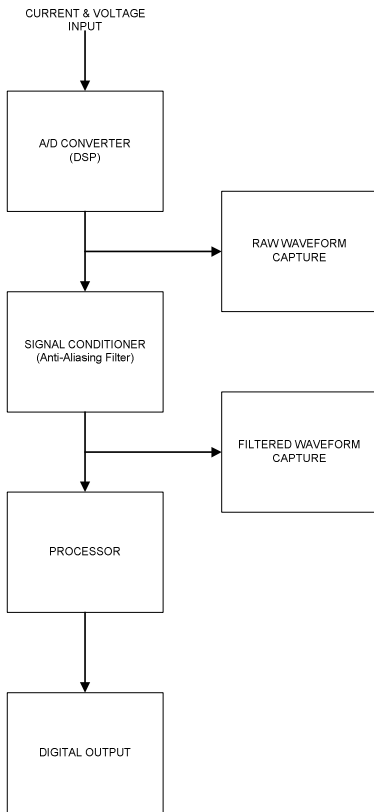 CURRENT & VOLTAGE
INPUT
A/D CONVERTER
(DSP)
RAW WAVEFORM
CAPTURE
SIGNAL CONDITIONER
(Anti-Aliasing Filter)
FILTERED WAVEFORM
CAPTURE
PROCESSOR
DIGITAL OUTPUT